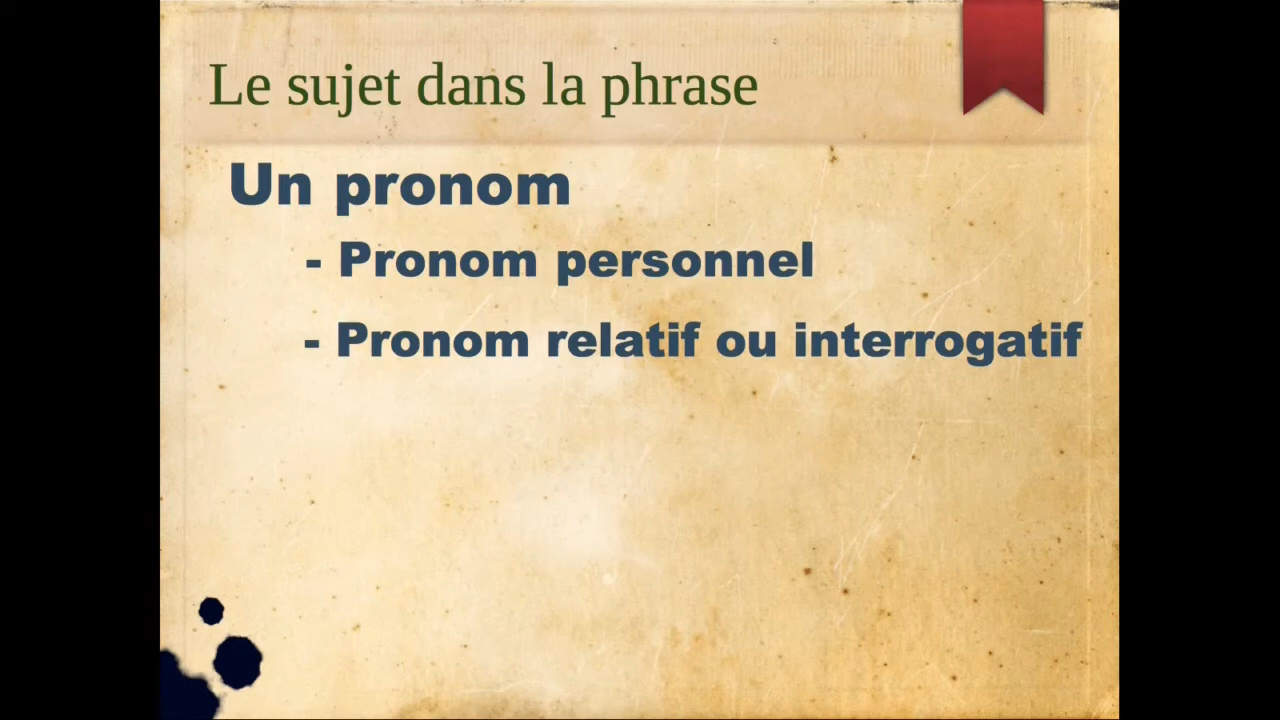 Le sujet dans la phrase
Un pronom
- Pronom personnel
- Pronom relatif ou interrogatif